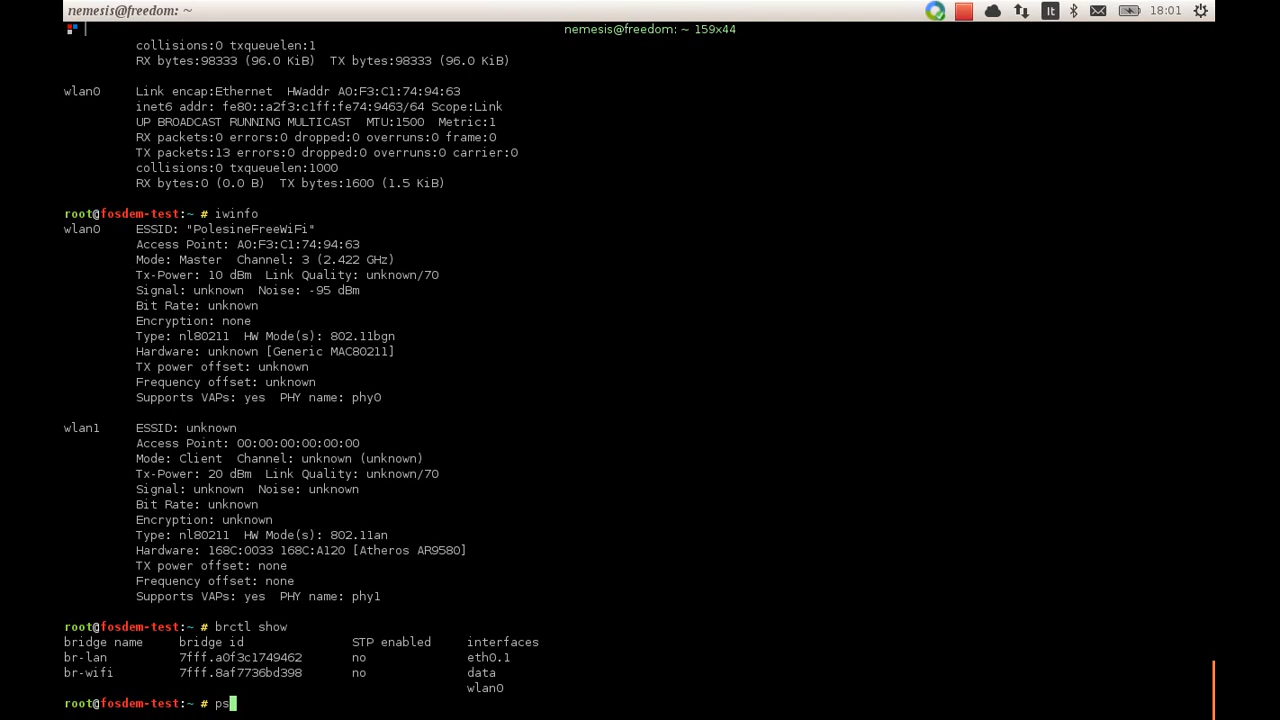 nemesis@freedom: ~ It 18:01
nemesis@freedom: ~ 159x44
collisions:0 txqueuelen:1
RX bytes:98333 (96.0 KiB)  TX bytes:98333 (96.0 KiB)
wlan0     Link encap:Ethernet  HWaddr A0:F3:C1:74:94:63
inet6 addr: fe80::a2f3:c1ff:fe74:9463/64 Scope:Link
UP BROADCAST RUNNING MULTICAST  MTU:1500  Metric:1
RX packets:0 errors:0 dropped:0 overruns:0 frame:0
TX packets:13 errors:0 dropped:0 overruns:0 carrier:0
collisions:0 txqueuelen:1000
RX bytes:0 (0.0 B)  TX bytes:1600 (1.5 KiB)
root@fosdem-test:~ # iwinfo
wlan0     ESSID: "PolesineFreeWiFi"
Access Point: A0:F3:C1:74:94:63
Mode: Master  Channel: 3 (2.422 GHz)
Tx-Power: 10 dBm  Link Quality: unknown/70
Signal: unknown  Noise: -95 dBm
Bit Rate: unknown
Encryption: none
Type: nl80211  HW Mode(s): 802.11bgn
Hardware: unknown [Generic MAC80211]
TX power offset: unknown
Frequency offset: unknown
Supports VAPs: yes  PHY name: phy0
wlan1     ESSID: unknown
Access Point: 00:00:00:00:00:00
Mode: Client  Channel: unknown (unknown)
Tx-Power: 20 dBm  Link Quality: unknown/70
Signal: unknown  Noise: unknown
Bit Rate: unknown
Encryption: unknown
Type: nl80211  HW Mode(s): 802.11an
Hardware: 168C:0033 168C:A120 [Atheros AR9580]
TX power offset: none
Frequency offset: none
Supports VAPs: yes  PHY name: phy1
root@fosdem-test:~ # brctl show
bridge name     bridge id               STP enabled     interfaces
br-lan          7fff.a0f3c1749462       no              eth0.1
br-wifi         7fff.8af7736bd398       no              data
wlan0
root@fosdem-test:~ # ps